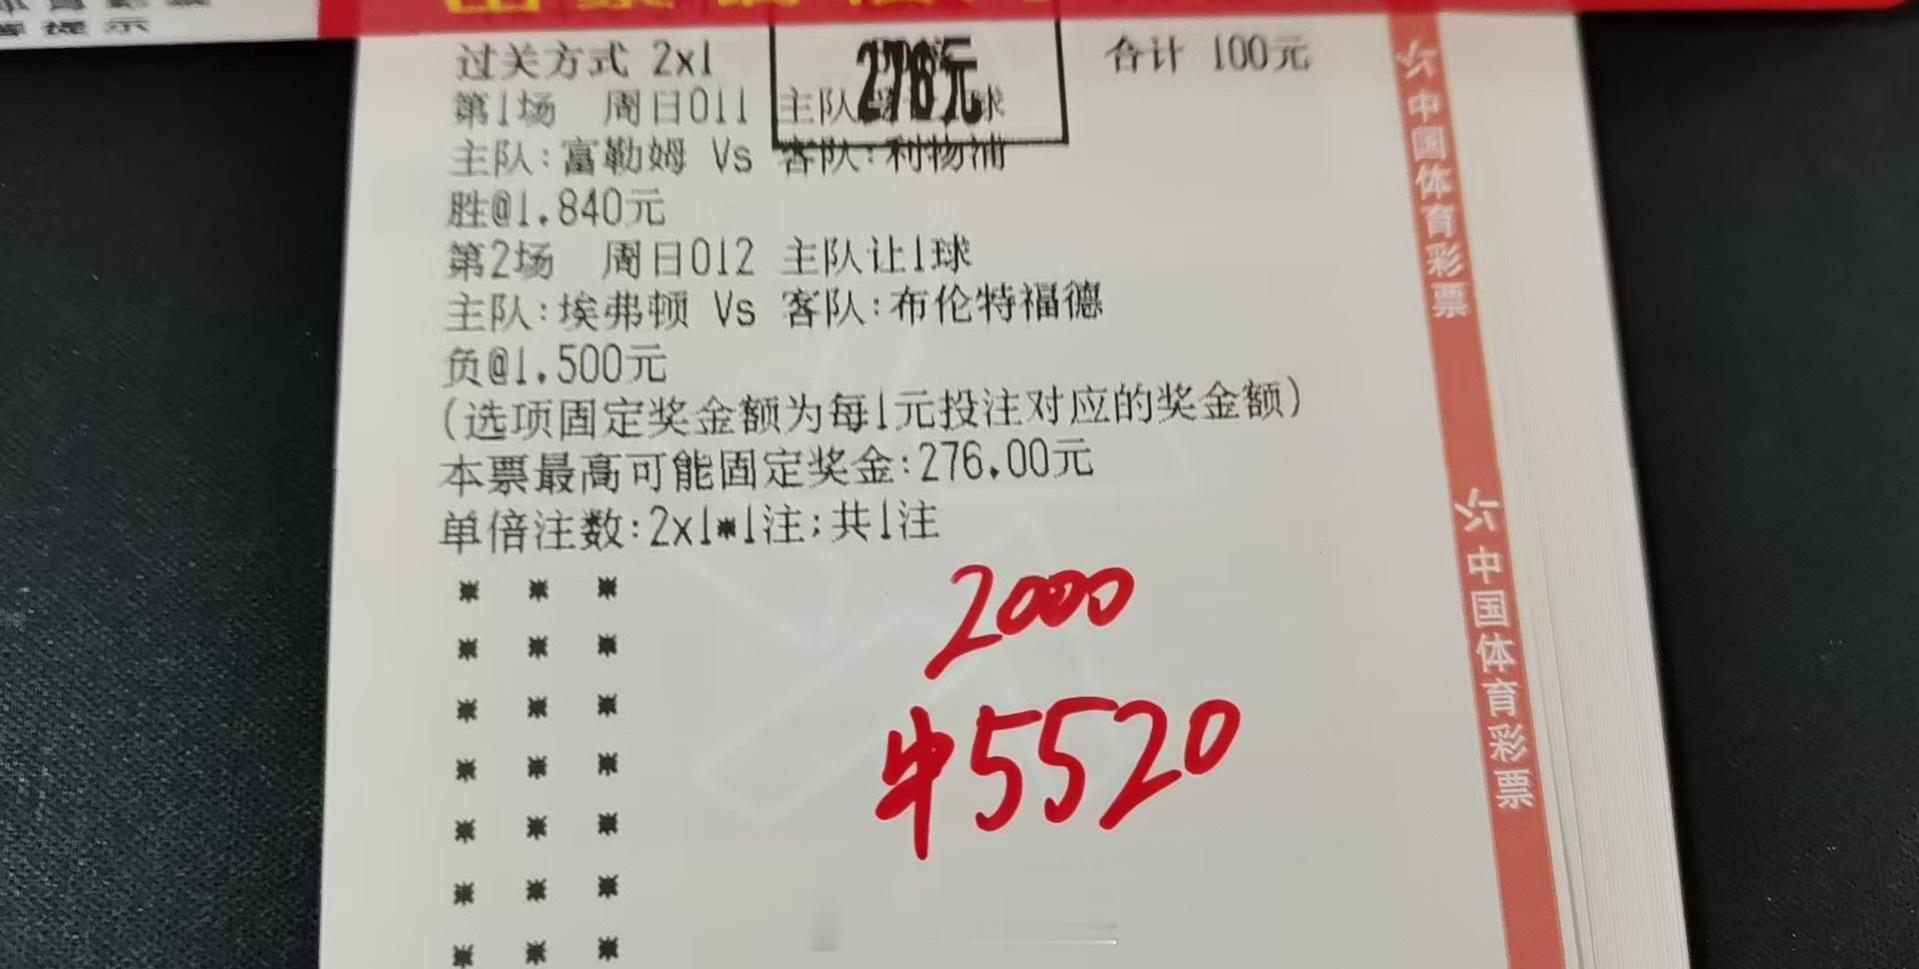 提示
过关方式 2x1 276元 合计 100元
第1场 周日011 主队 球
主队:富勒姆 Vs 客队:利物浦
胜@1.840元
第2场 周日012 主队让1球
主队:埃弗顿 Vs 客队:布伦特福德
负@1.500元
(选项固定奖金额为每1元投注对应的奖金额)
本票最高可能固定奖金:276.00元
单倍注数:2x1*1注;共1注
※ ※ ※
※ ※ ※
※ ※ ※
※ ※ ※
※ ※ ※
※ ※ ※
※ ※ ※
2000
中5520
中国体育彩票
中国体育彩票